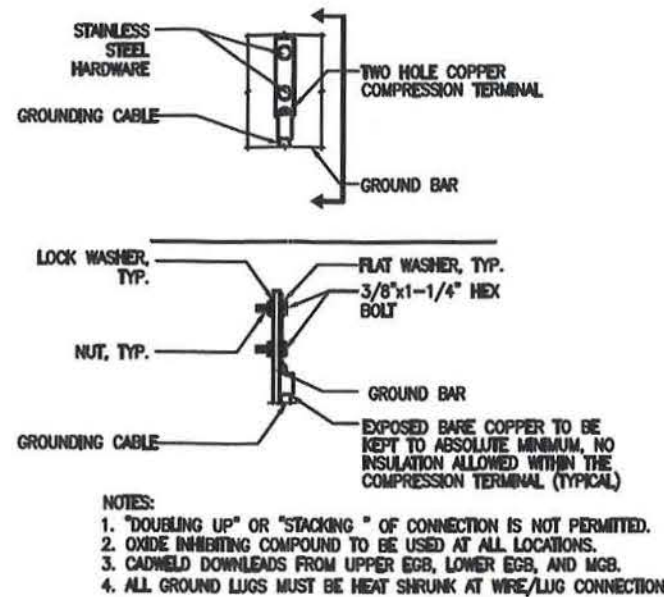 STAINLESS
STEEL
HARDWARE
TWO HOLE COPPER
COMPRESSION TERMINAL
GROUNDING CABLE
GROUND BAR
LOCK WASHER,
TYP.
FLAT WASHER, TYP.
3/8"x1-1/4" HEX
BOLT
NUT, TYP.
GROUND BAR
GROUNDING CABLE
EXPOSED BARE COPPER TO BE
KEPT TO ABSOLUTE MINIMUM, NO
INSULATION ALLOWED WITHIN THE
COMPRESSION TERMINAL (TYPICAL)
NOTES:
1. "DOUBLING UP" OR "STACKING " OF CONNECTION IS NOT PERMITTED.
2. OXIDE INHIBITING COMPOUND TO BE USED AT ALL LOCATIONS.
3. CADWELD DOWNLEADS FROM UPPER EGB, LOWER EGB, AND MGB.
4. ALL GROUND LUGS MUST BE HEAT SHRUNK AT WIRE/LUG CONNECTION